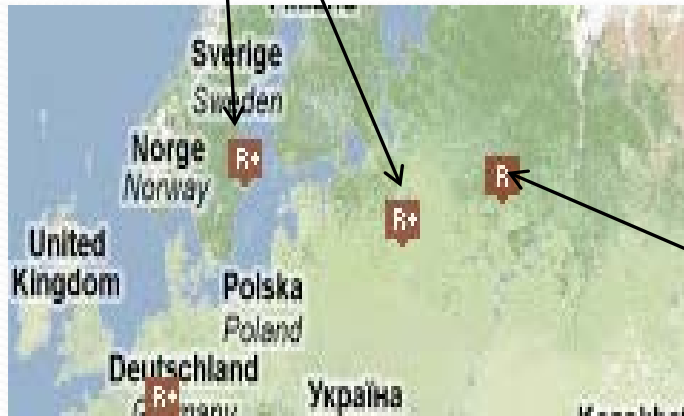 Sverige
Sweden
Norge
Norway
R+
R
R+
United
Kingdom
Polska
Poland
Deutschland
R+
Україна